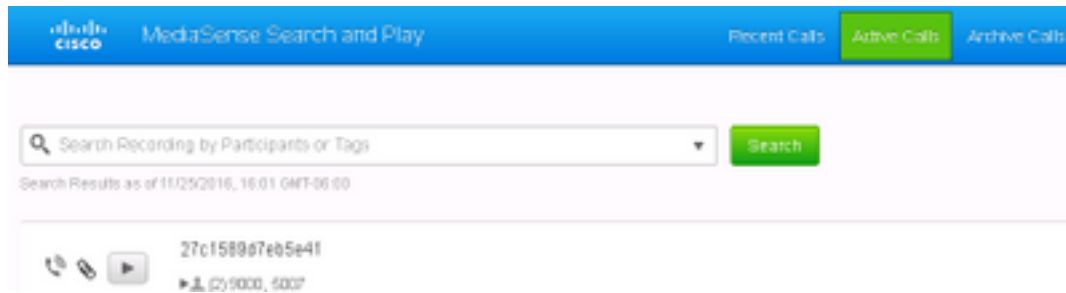 CISCO MediaSense Search and Play Recent Calls Active Calls Archive Calls
Search Recording by Participants or Tags Search
Search Results as of 11/25/2016, 16:01 GMT-06:00
27c1589d7eb5e41
(2) 9000, 6007